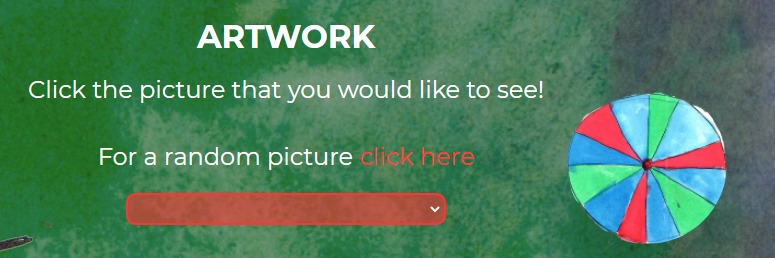 ARTWORK
Click the picture that you would like to see!
For a random picture click here